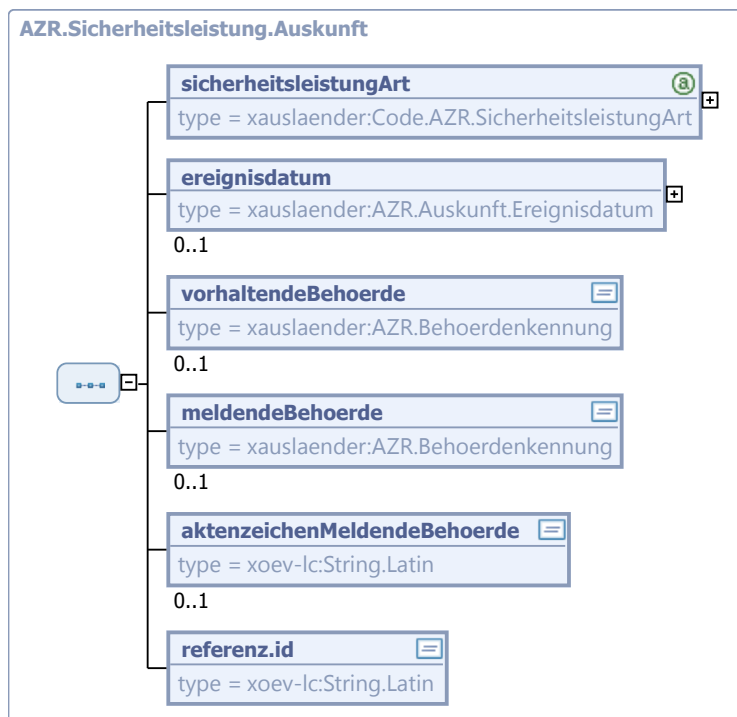 AZR.Sicherheitsleistung.Auskunft
sicherheitsleistungArt
type = xauslaender:Code.AZR.SicherheitsleistungArt
ereignisdatum
type = xauslaender:AZR.Auskunft.Ereignisdatum
0..1
vorhaltendeBehoerde
type = xauslaender:AZR.Behoerdenkennung
0..1
meldendeBehoerde
type = xauslaender:AZR.Behoerdenkennung
0..1
aktenzeichenMeldendeBehoerde
type = xoev-lc:String.Latin
0..1
referenz.id
type = xoev-lc:String.Latin